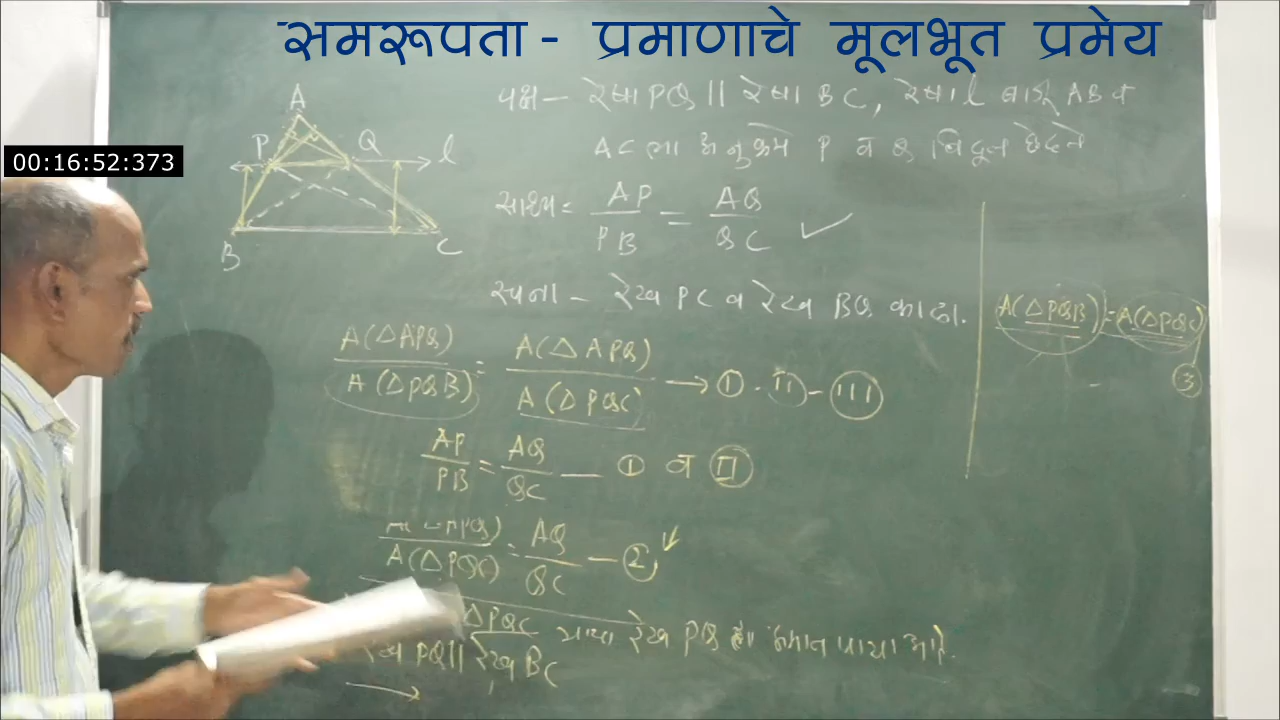 समरूपता - प्रमाणाचे मूलभूत प्रमेय
पक्ष - रेषा PQ || रेषा BC, रेषा l बाजू AB व
AC ला अनुक्रमे P व Q बिंदूत छेदते
A
P Q l
B C
00:16:52:373
साध्य = AP/PB = AQ/QC ✓
रचना - रेख PC व रेख BQ काढा.
A(△PQB) = A(△PQC)
3
A(△APQ)/A(△PQB) = A(△APQ)/A(△PQC) → I . II - III
AP/PB = AQ/QC — I व II
A(△APQ)/A(△PQC) = AQ/QC — 2
△PQC यांचा रेख PQ हा समान पाया आहे.
रेख PQ || रेख BC